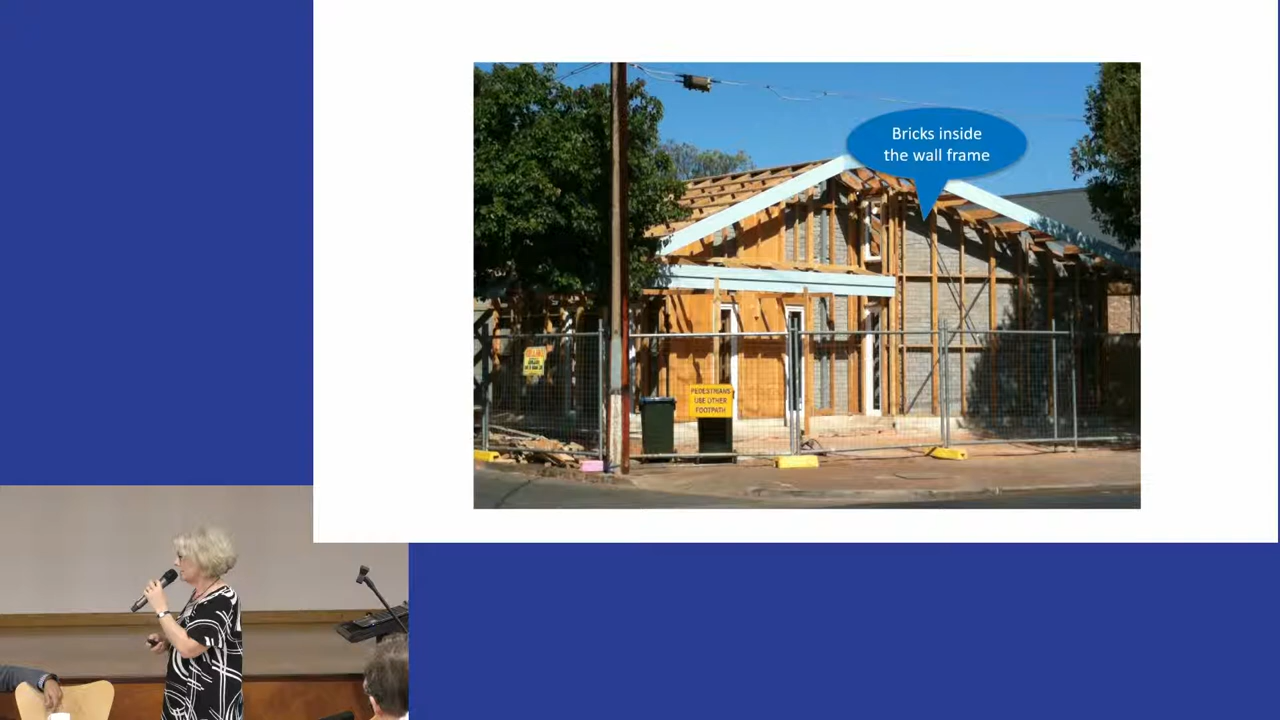 Bricks inside
the wall frame
PEDESTRIANS
USE OTHER
FOOTPATH